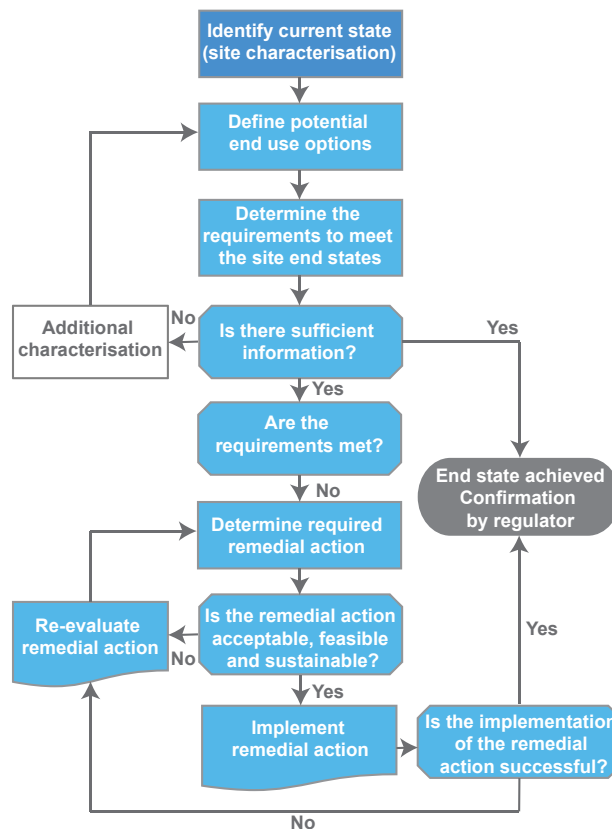 Identify current state
(site characterisation)
Define potential
end use options
Determine the
requirements to meet
the site end states
No
Additional
characterisation
Is there sufficient
information?
Yes
Yes
Are the
requirements met?
End state achieved
Confirmation
by regulator
No
Determine required
remedial action
Re-evaluate
remedial action
No
Is the remedial action
acceptable, feasible
and sustainable?
Yes
Yes
Implement
remedial action
Is the implementation
of the remedial
action successful?
No